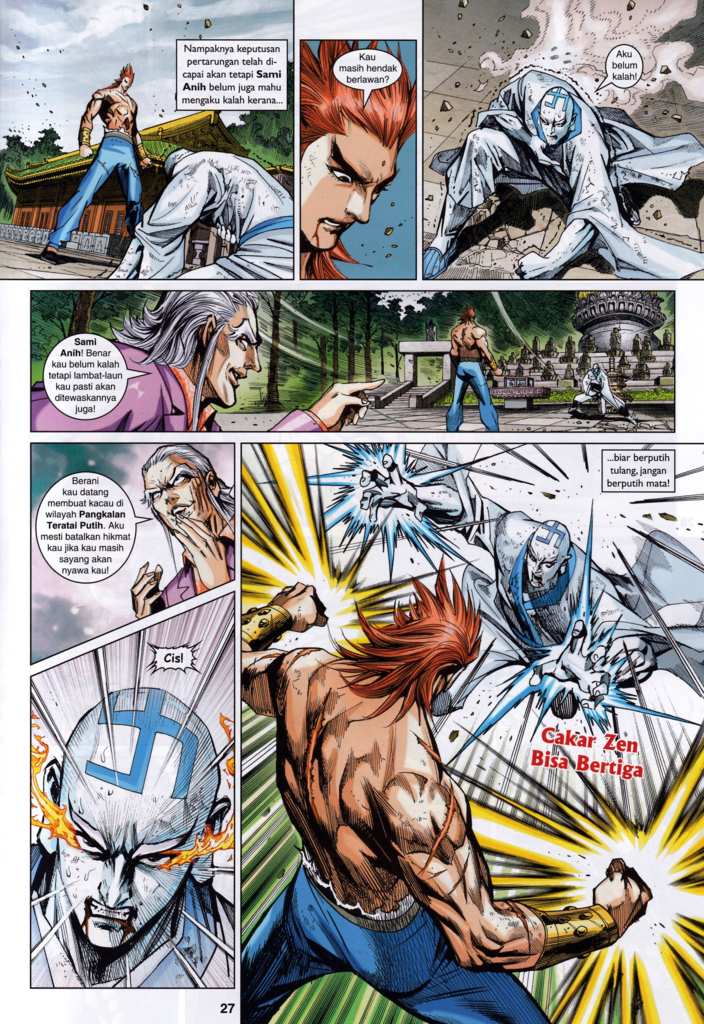 Nampaknya keputusan
pertarungan telah di-
capai akan tetapi Sami
Anih belum juga mahu
mengaku kalah kerana...
Kau
masih hendak
berlawan?
Aku
belum
kalah!
Sami
Anih! Benar
kau belum kalah
tetapi lambat-laun
kau pasti akan
ditewaskannya
juga!
Berani
kau datang
membuat kacau di
wilayah Pangkalan
Teratai Putih. Aku
mesti batalkan hikmat
kau jika kau masih
sayang akan
nyawa kau!
Cis!
...biar berputih
tulang, jangan
berputih mata!
Cakar Zen
Bisa Bertiga
27